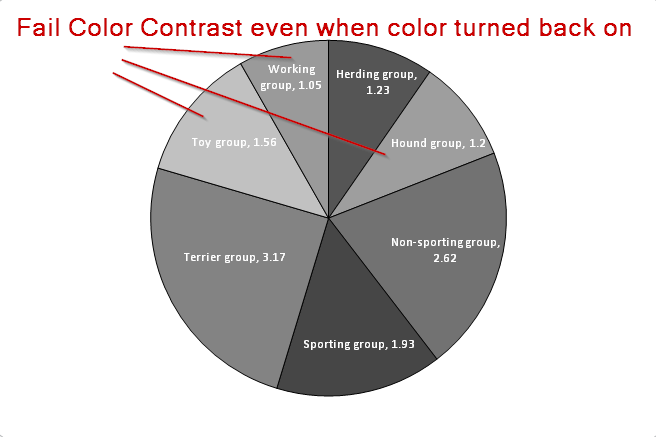 Fail Color Contrast even when color turned back on
Working
group, 1.05
Herding group,
1.23
Toy group, 1.56
Hound group, 1.2
Non-sporting group,
2.62
Terrier group, 3.17
Sporting group, 1.93